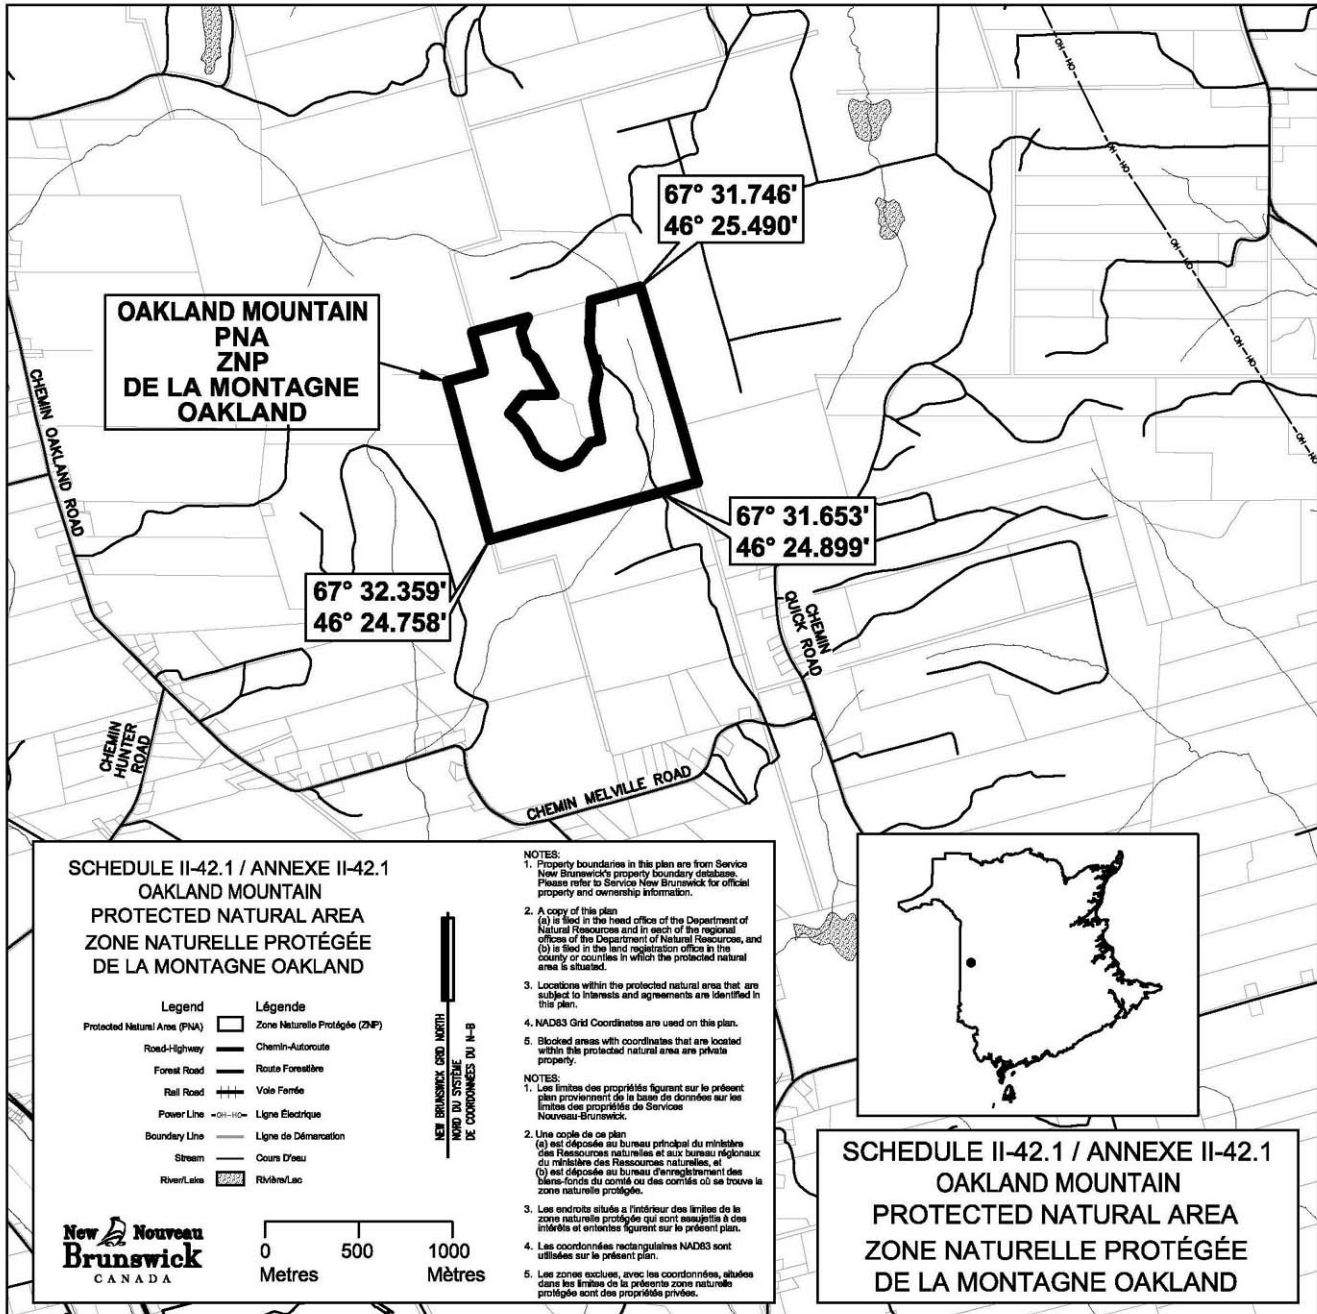 67° 31.746'
46° 25.490'
OAKLAND MOUNTAIN
PNA
ZNP
DE LA MONTAGNE
OAKLAND
CHEMIN OAKLAND ROAD
67° 31.653'
46° 24.899'
67° 32.359'
46° 24.758'
CHEMIN
QUICK ROAD
CHEMIN
HUNTER
ROAD
CHEMIN MELVILLE ROAD
OH-HO
OH-HO
OH-HO
OH-HO
OH-HO
OH-HO
OH-HO
SCHEDULE II-42.1 / ANNEXE II-42.1
OAKLAND MOUNTAIN
PROTECTED NATURAL AREA
ZONE NATURELLE PROTÉGÉE
DE LA MONTAGNE OAKLAND
Legend Légende
Protected Natural Area (PNA) Zone Naturelle Protégée (ZNP)
Road-Highway Chemin-Autoroute
Forest Road Route Forestière
Rail Road Voie Ferrée
Power Line OH-HO Ligne Électrique
Boundary Line Ligne de Démarcation
Stream Cours D'eau
River/Lake Rivière/Lac
NEW BRUNSWICK GRID NORTH
NORD DU SYSTÈME
DE COORDONNÉES DU N-B
New Nouveau
Brunswick
CANADA
0 500 1000
Metres Mètres
NOTES:
1. Property boundaries in this plan are from Service
New Brunswick's property boundary database.
Please refer to Service New Brunswick for official
property and ownership information.
2. A copy of this plan
(a) is filed in the head office of the Department of
Natural Resources and in each of the regional
offices of the Department of Natural Resources, and
(b) is filed in the land registration office in the
county or counties in which the protected natural
area is situated.
3. Locations within the protected natural area that are
subject to interests and agreements are identified in
this plan.
4. NAD83 Grid Coordinates are used on this plan.
5. Blocked areas with coordinates that are located
within this protected natural area are private
property.
NOTES:
1. Les limites des propriétés figurant sur le présent
plan proviennent de la base de données sur les
limites des propriétés de Services
Nouveau-Brunswick.
2. Une copie de ce plan
(a) est déposée au bureau principal du ministère
des Ressources naturelles et aux bureau régionaux
du ministère des Ressources naturelles, et
(b) est déposée au bureau d'enregistrement des
biens-fonds du comté ou des comtés où se trouve la
zone naturelle protégée.
3. Les endroits situés a l'intérieur des limites de la
zone naturelle protégée qui sont assujettis à des
intérêts et ententes figurent sur le présent plan.
4. Les coordonnées rectangulaires NAD83 sont
utilisées sur le présent plan.
5. Les zones exclues, avec les coordonnées, situées
dans les limites de la présente zone naturelle
protégée sont des propriétés privées.
SCHEDULE II-42.1 / ANNEXE II-42.1
OAKLAND MOUNTAIN
PROTECTED NATURAL AREA
ZONE NATURELLE PROTÉGÉE
DE LA MONTAGNE OAKLAND